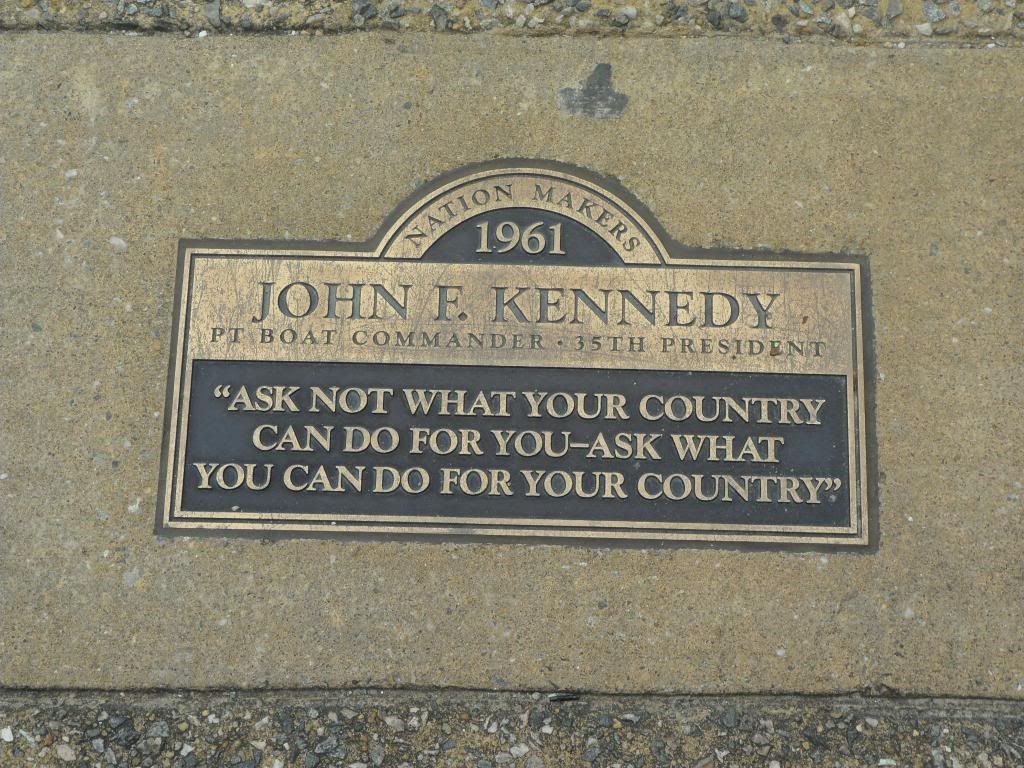 NATION MAKERS
1961
JOHN F. KENNEDY
PT BOAT COMMANDER · 35TH PRESIDENT
“ASK NOT WHAT YOUR COUNTRY
CAN DO FOR YOU–ASK WHAT
YOU CAN DO FOR YOUR COUNTRY”